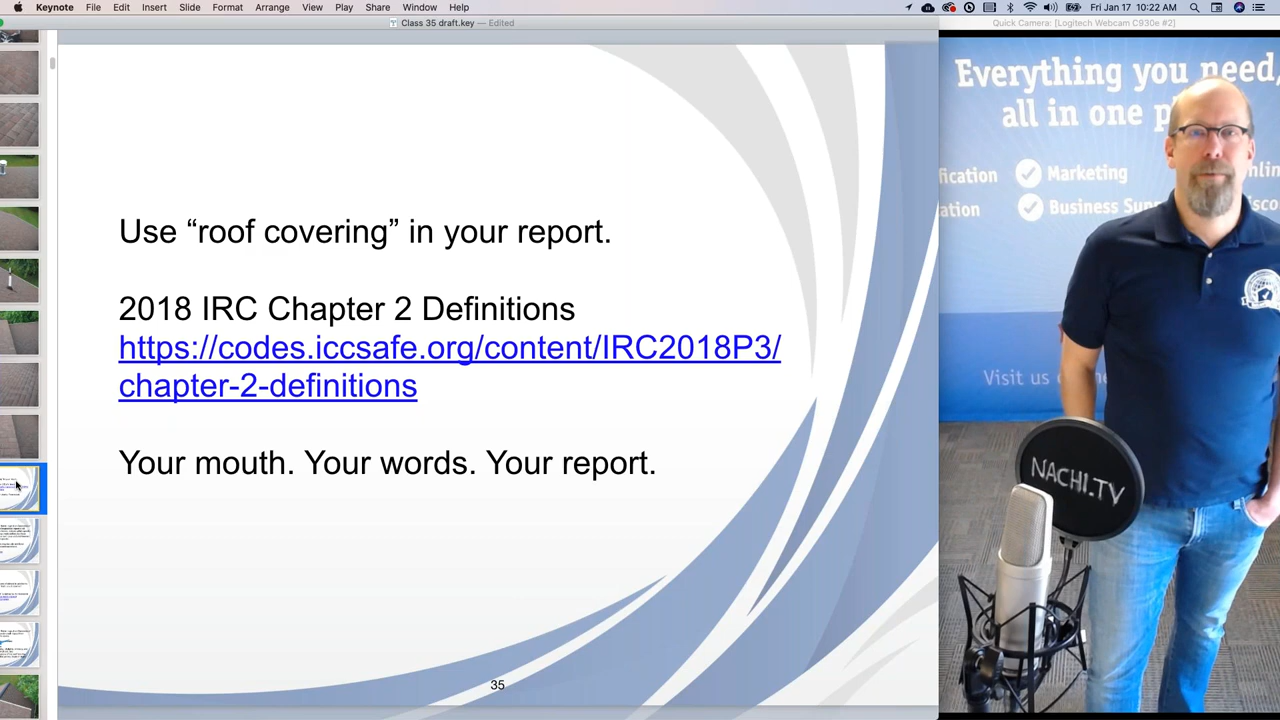 Keynote File Edit Insert Slide Format Arrange View Play Share Window Help Fri Jan 17 10:22 AM
Class 35 draft.key — Edited
Quick Camera: [Logitech Webcam C930e #2]
Everything you need,
all in one
Marketing
Business
Use “roof covering” in your report.
2018 IRC Chapter 2 Definitions
https://codes.iccsafe.org/content/IRC2018P3/
chapter-2-definitions
Your mouth. Your words. Your report.
Visit us
NACHI.TV
35